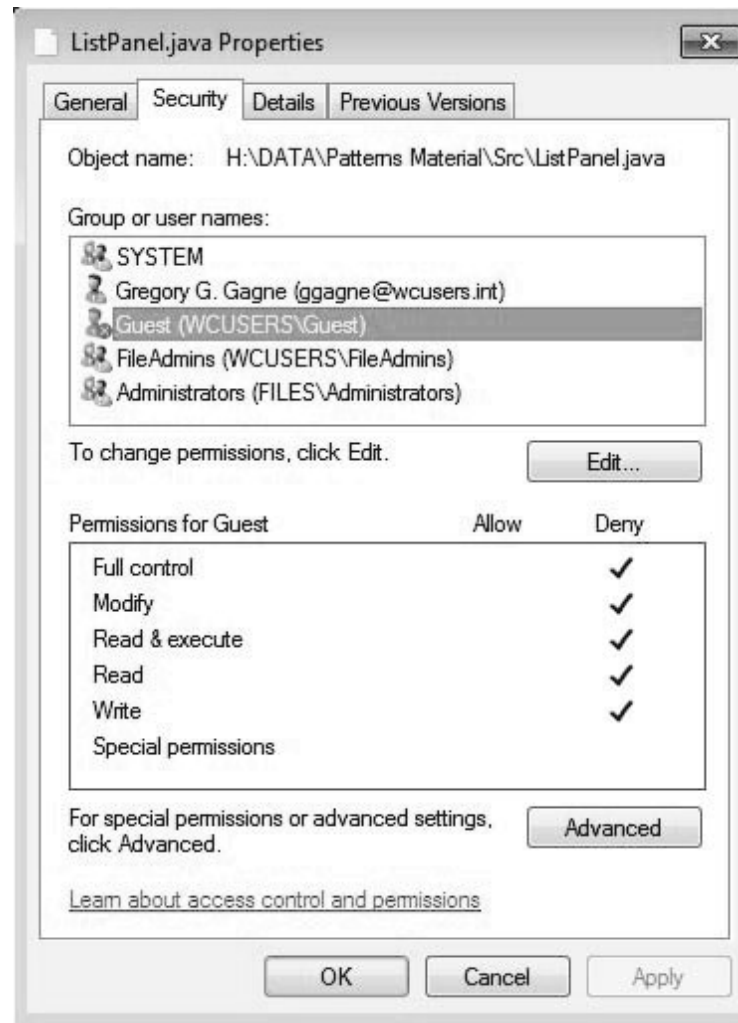 ListPanel.java Properties
General Security Details Previous Versions
Object name: H:\DATA\Patterns Material\Src\ListPanel.java
Group or user names:
SYSTEM
Gregory G. Gagne (ggagne@wcusers.int)
Guest (WCUSERS\Guest)
FileAdmins (WCUSERS\FileAdmins)
Administrators (FILES\Administrators)
To change permissions, click Edit. Edit...
Permissions for Guest Allow Deny
Full control
Modify
Read & execute
Read
Write
Special permissions
For special permissions or advanced settings,
click Advanced. Advanced
Learn about access control and permissions
OK Cancel Apply